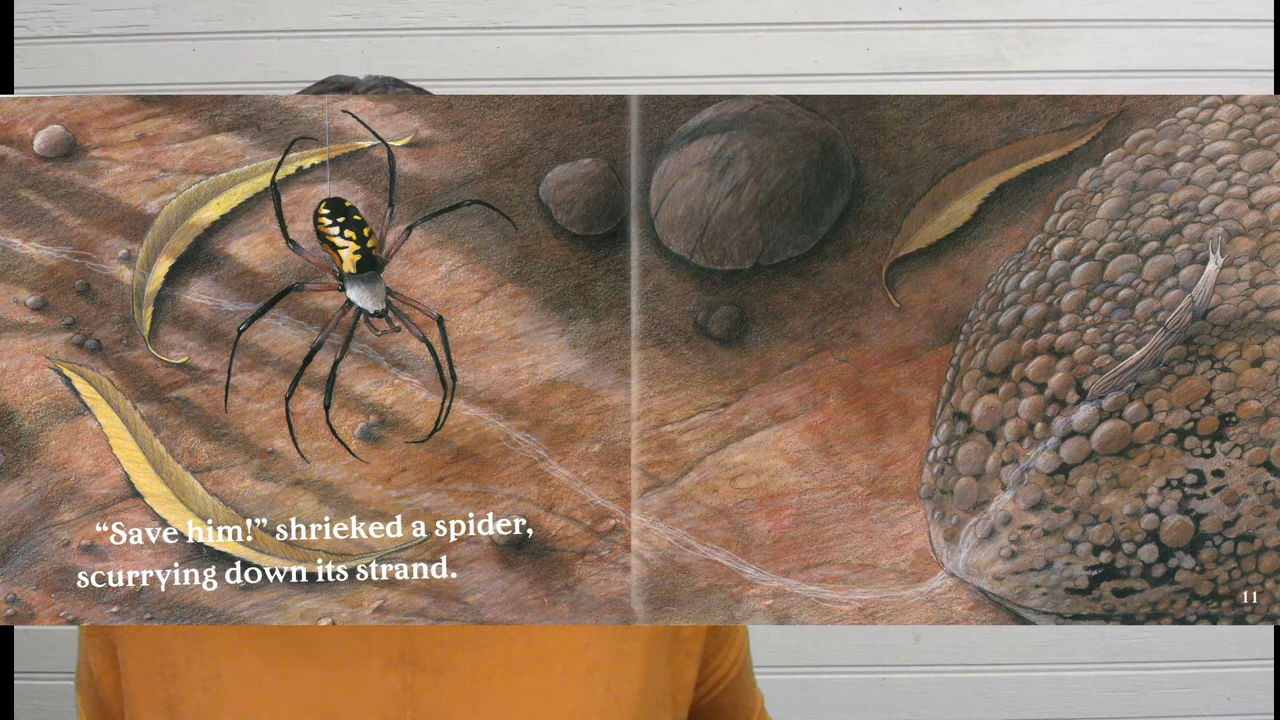 “Save him!” shrieked a spider,
scurrying down its strand.
11